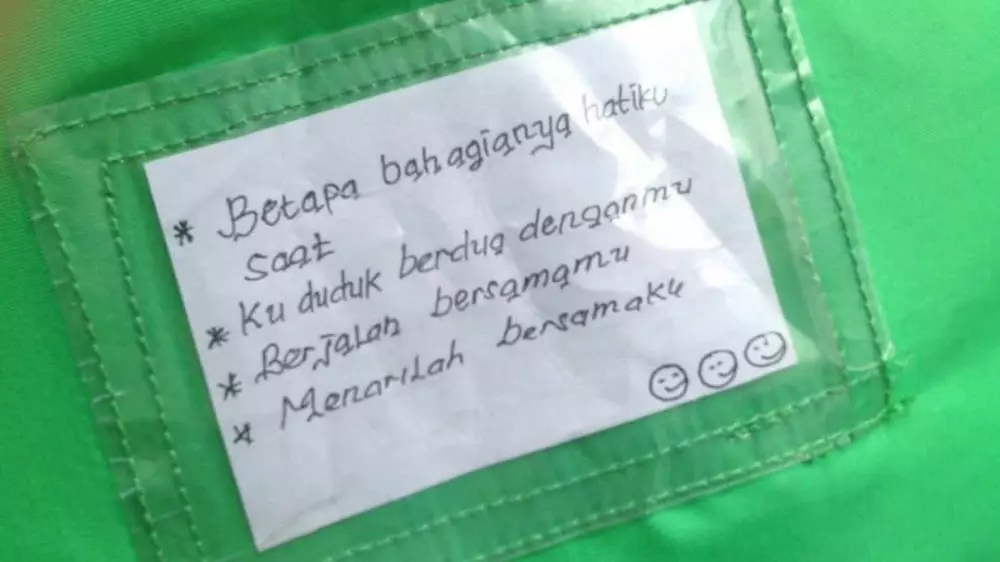 * Betapa bahagianya hatiku
saat
* Ku duduk berdua denganmu
* Berjalan bersamamu
* Menarilah bersamaku